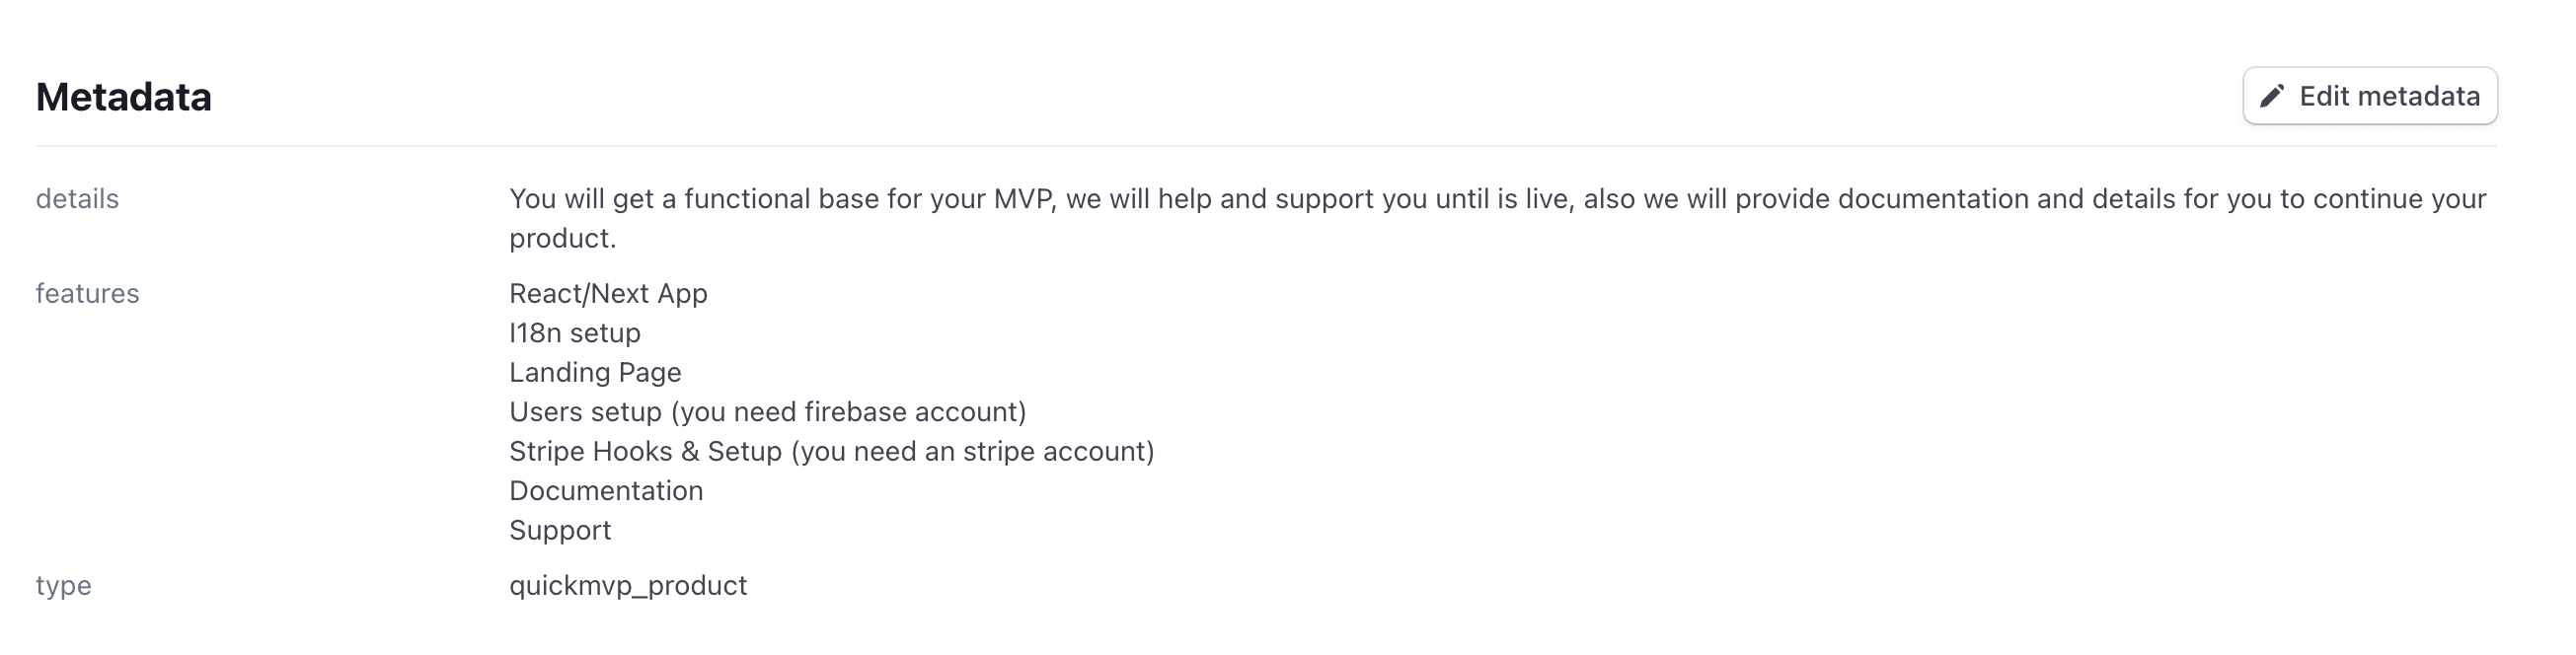 Metadata
Edit metadata
details
You will get a functional base for your MVP, we will help and support you until is live, also we will provide documentation and details for you to continue your
product.
features
React/Next App
I18n setup
Landing Page
Users setup (you need firebase account)
Stripe Hooks & Setup (you need an stripe account)
Documentation
Support
type
quickmvp_product